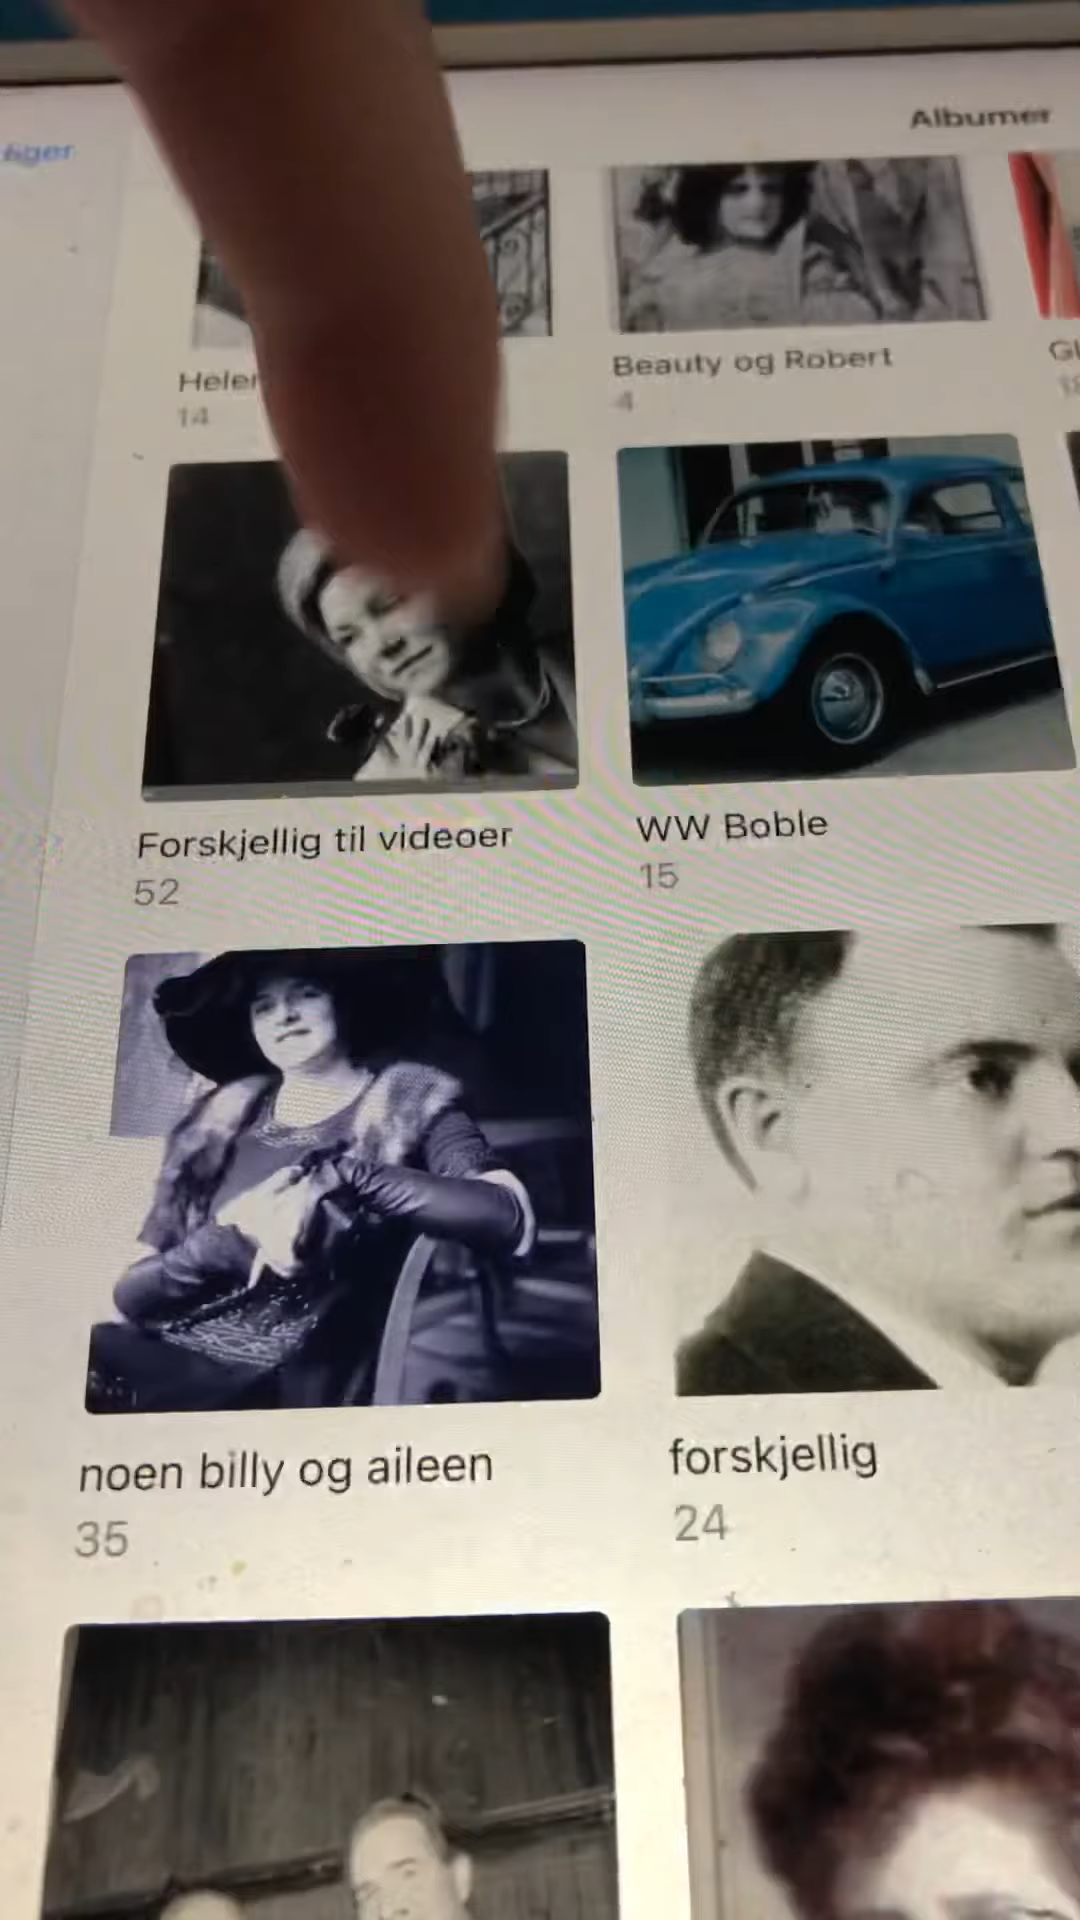 Albumer
Beauty og Robert
14
4
Forskjellig til videoer
WW Boble
52
15
noen billy og aileen
forskjellig
35
24